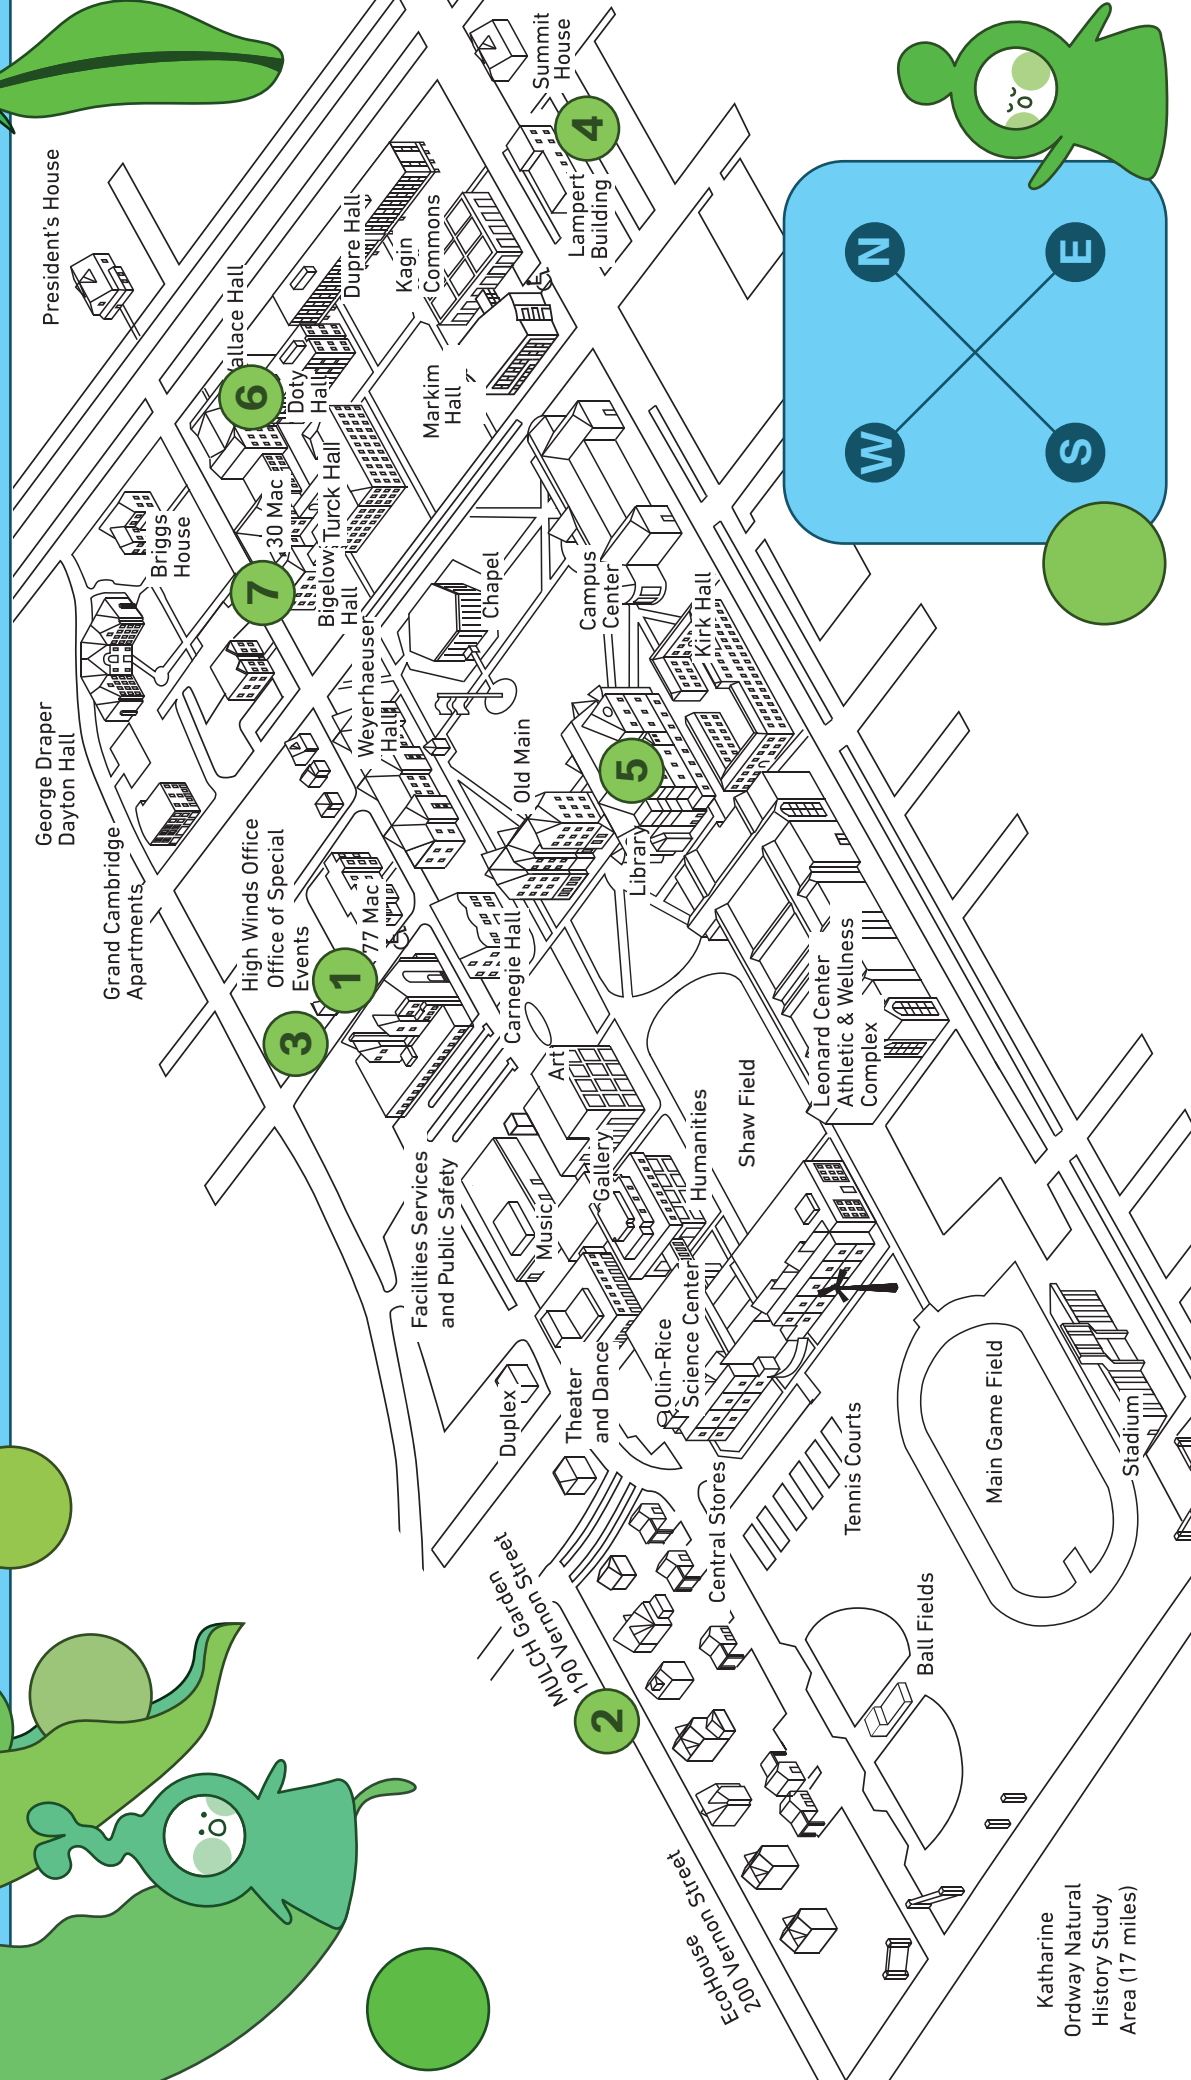 President's House
Summit
House
4
Lampert
Building
Dupre Hall
Kagin
Commons
Wallace Hall
6
Doty
Hall
Markim
Hall
30 Mac
Turck Hall
Briggs
House
7
Bigelow
Hall
Chapel
Campus
Center
Kirk Hall
Weyerhaeuser
Hall
George Draper
Dayton Hall
Old Main
5
Library
Grand Cambridge
Apartments
High Winds Office
Office of Special
Events
77 Mac
1
3
Carnegie Hall
Leonard Center
Athletic & Wellness
Complex
Art
Gallery
Humanities
Shaw Field
Facilities Services
and Public Safety
Music
Olin-Rice
Science Center
Theater
and Dance
Duplex
Central Stores
Tennis Courts
Main Game Field
Stadium
MULCH Garden
190 Vernon Street
2
Ball Fields
EcoHouse
200 Vernon Street
Katharine
Ordway Natural
History Study
Area (17 miles)
N
E
W
S